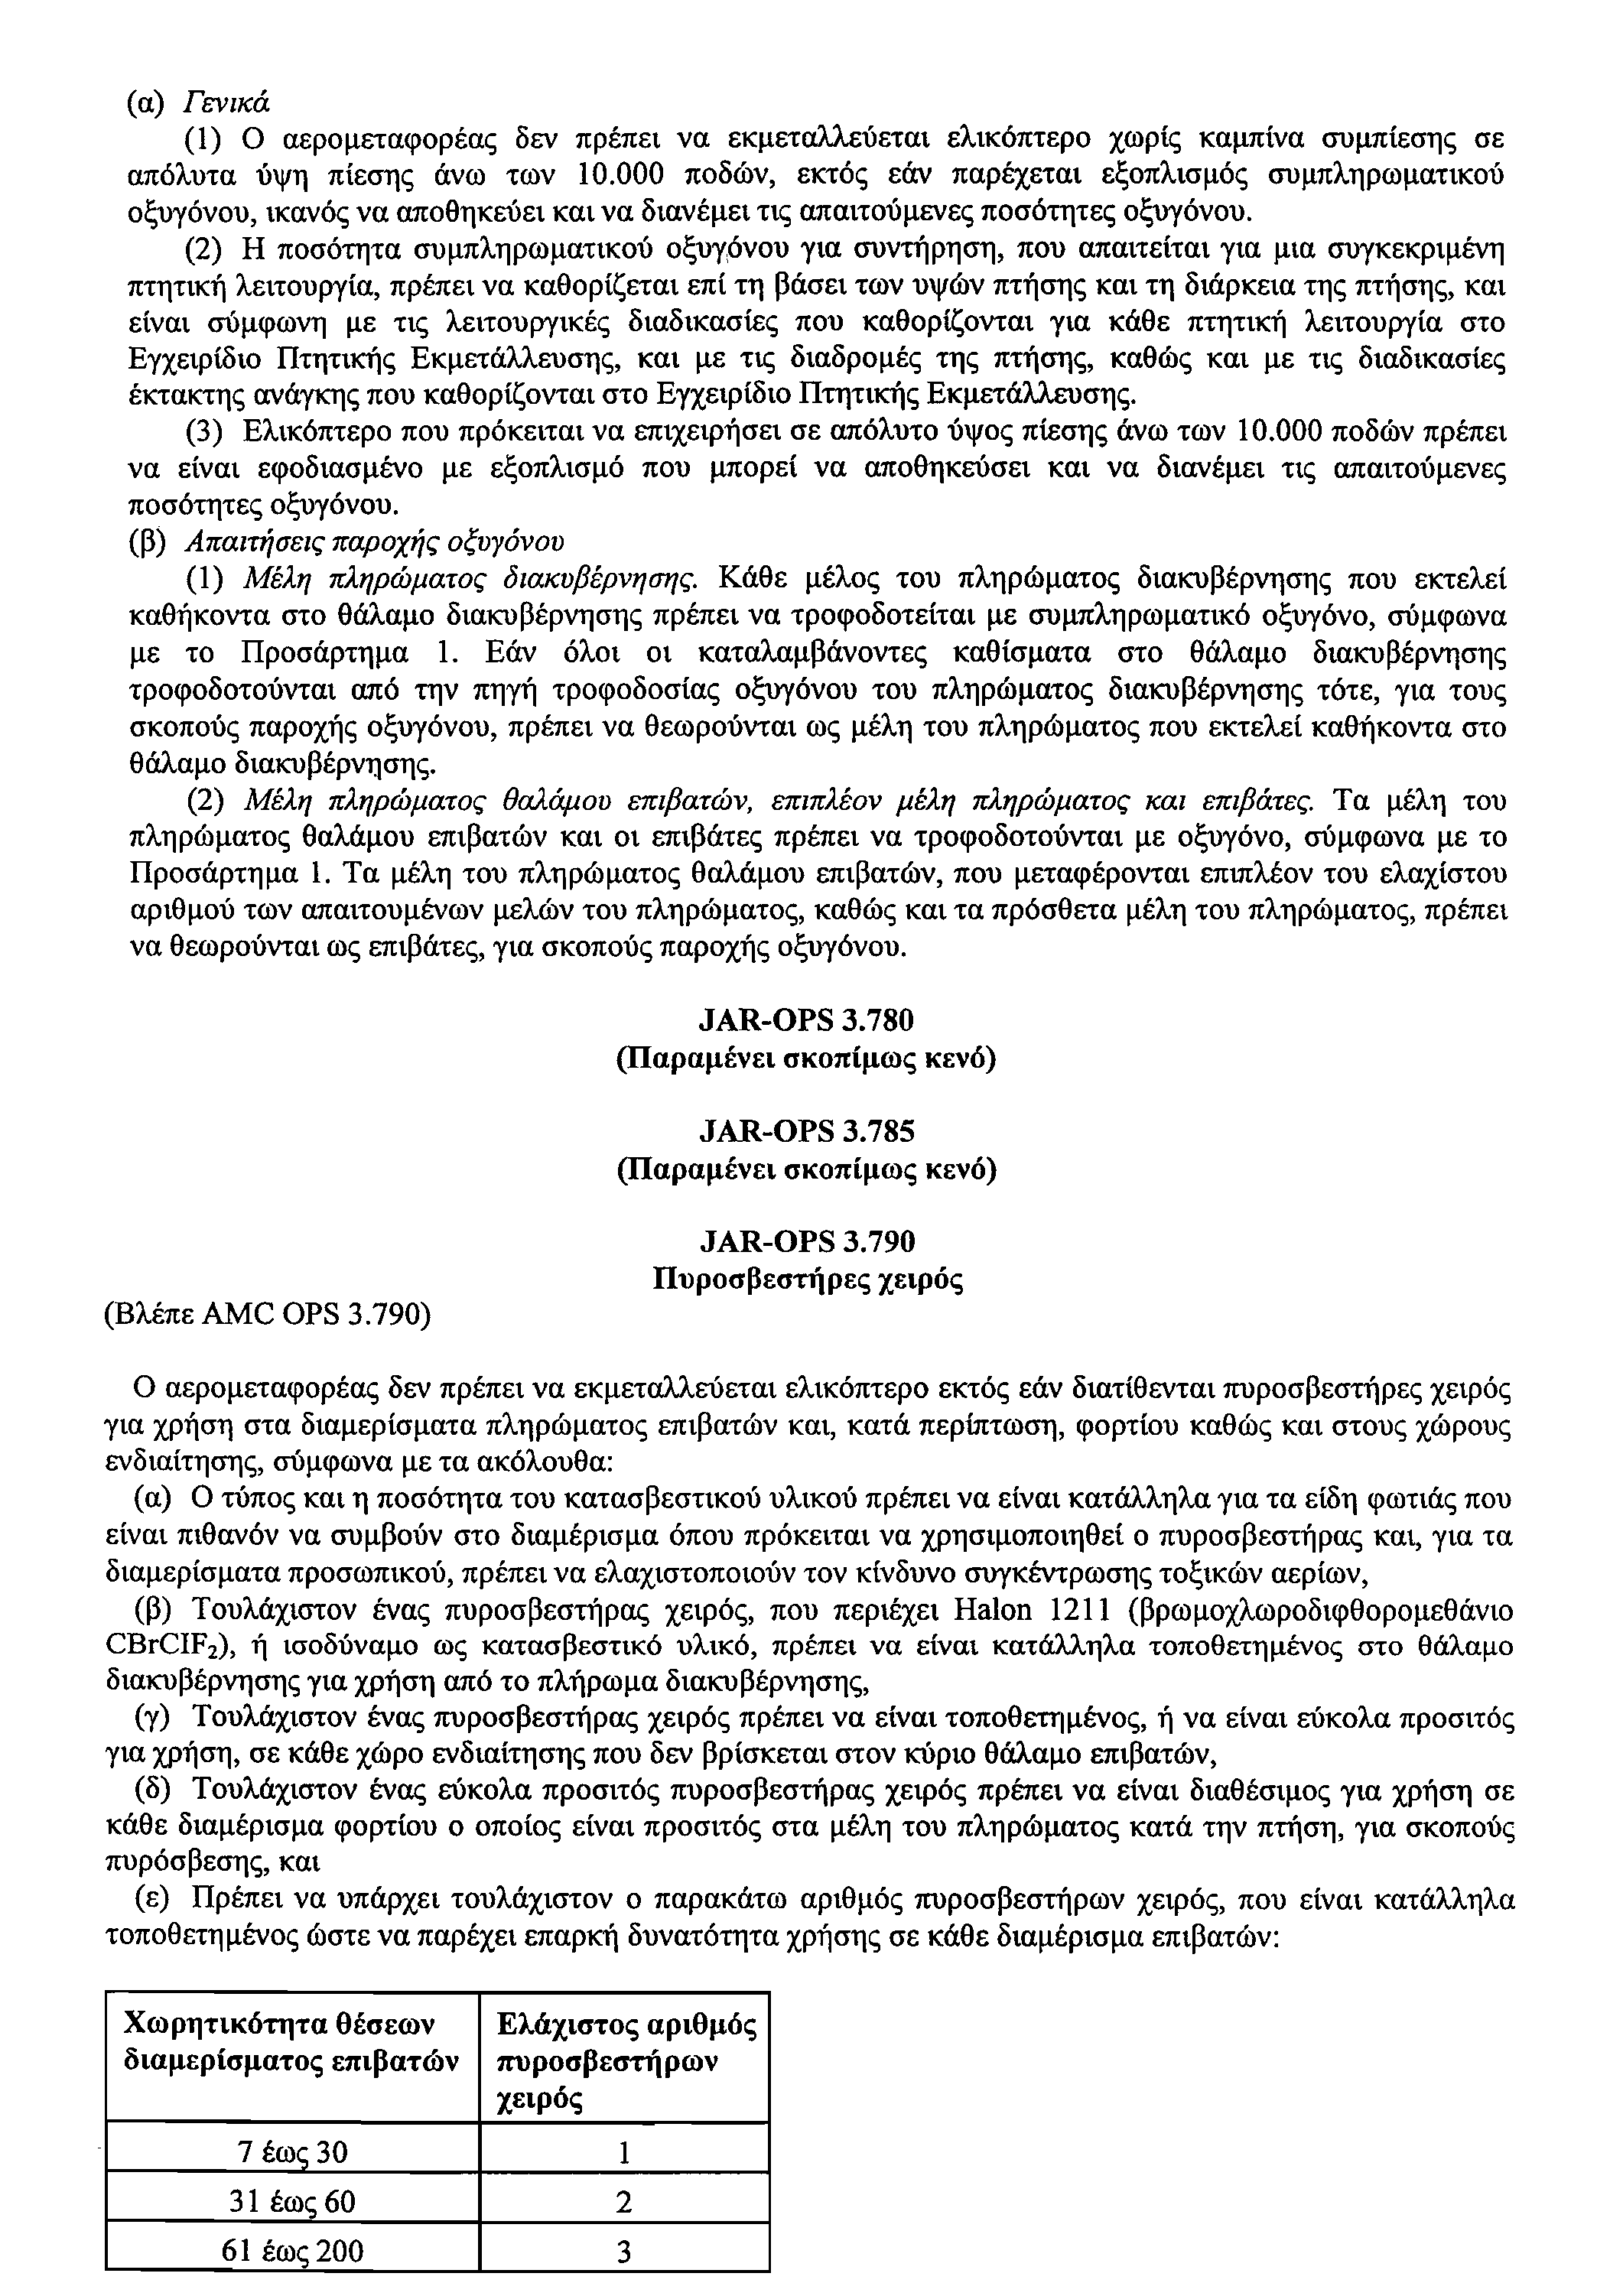 (α) Γενικά
(1) Ο αερομεταφορέας δεν πρέπει να εκμεταλλεύεται ελικόπτερο χωρίς καμπίνα συμπίεσης σε
απόλυτα ύψη πίεσης άνω των 10.000 ποδών, εκτός εάν παρέχεται εξοπλισμός συμπληρωματικού
οξυγόνου, ικανός να αποθηκεύει και να διανέμει τις απαιτούμενες ποσότητες οξυγόνου.
(2) Η ποσότητα συμπληρωματικού οξυγόνου για συντήρηση, που απαιτείται για μια συγκεκριμένη
πτητική λειτουργία, πρέπει να καθορίζεται επί τη βάσει των υψών πτήσης και τη διάρκεια της πτήσης, και
είναι σύμφωνη με τις λειτουργικές διαδικασίες που καθορίζονται για κάθε πτητική λειτουργία στο
Εγχειρίδιο Πτητικής Εκμετάλλευσης, και με τις διαδρομές της πτήσης, καθώς και με τις διαδικασίες
έκτακτης ανάγκης που καθορίζονται στο Εγχειρίδιο Πτητικής Εκμετάλλευσης.
(3) Ελικόπτερο που πρόκειται να επιχειρήσει σε απόλυτο ύψος πίεσης άνω των 10.000 ποδών πρέπει
να είναι εφοδιασμένο με εξοπλισμό που μπορεί να αποθηκεύσει και να διανέμει τις απαιτούμενες
ποσότητες οξυγόνου.
(β) Απαιτήσεις παροχής οξυγόνου
(1) Μέλη πληρώματος διακυβέρνησης. Κάθε μέλος του πληρώματος διακυβέρνησης που εκτελεί
καθήκοντα στο θάλαμο διακυβέρνησης πρέπει να τροφοδοτείται με συμπληρωματικό οξυγόνο, σύμφωνα
με το Προσάρτημα 1. Εάν όλοι οι καταλαμβάνοντες καθίσματα στο θάλαμο διακυβέρνησης
τροφοδοτούνται από την πηγή τροφοδοσίας οξυγόνου του πληρώματος διακυβέρνησης τότε, για τους
σκοπούς παροχής οξυγόνου, πρέπει να θεωρούνται ως μέλη του πληρώματος που εκτελεί καθήκοντα στο
θάλαμο διακυβέρνησης.
(2) Μέλη πληρώματος θαλάμου επιβατών, επιπλέον μέλη πληρώματος και επιβάτες. Τα μέλη του
πληρώματος θαλάμου επιβατών και οι επιβάτες πρέπει να τροφοδοτούνται με οξυγόνο, σύμφωνα με το
Προσάρτημα 1. Τα μέλη του πληρώματος θαλάμου επιβατών, που μεταφέρονται επιπλέον του ελαχίστου
αριθμού των απαιτουμένων μελών του πληρώματος, καθώς και τα πρόσθετα μέλη του πληρώματος, πρέπει
να θεωρούνται ως επιβάτες, για σκοπούς παροχής οξυγόνου.
JAR-OPS 3.780
(Παραμένει σκοπίμως κενό)
JAR-OPS 3.785
(Παραμένει σκοπίμως κενό)
JAR-OPS 3.790
Πυροσβεστήρες χειρός
(Βλέπε AMC OPS 3.790)
Ο αερομεταφορέας δεν πρέπει να εκμεταλλεύεται ελικόπτερο εκτός εάν διατίθενται πυροσβεστήρες χειρός
για χρήση στα διαμερίσματα πληρώματος επιβατών και, κατά περίπτωση, φορτίου καθώς και στους χώρους
ενδιαίτησης, σύμφωνα με τα ακόλουθα:
(α) Ο τύπος και η ποσότητα του κατασβεστικού υλικού πρέπει να είναι κατάλληλα για τα είδη φωτιάς που
είναι πιθανόν να συμβούν στο διαμέρισμα όπου πρόκειται να χρησιμοποιηθεί ο πυροσβεστήρας και, για τα
διαμερίσματα προσωπικού, πρέπει να ελαχιστοποιούν τον κίνδυνο συγκέντρωσης τοξικών αερίων,
(β) Τουλάχιστον ένας πυροσβεστήρας χειρός, που περιέχει Halon 1211 (βρωμοχλωροδιφθορομεθάνιο
CBrCIF₂), ή ισοδύναμο ως κατασβεστικό υλικό, πρέπει να είναι κατάλληλα τοποθετημένος στο θάλαμο
διακυβέρνησης για χρήση από το πλήρωμα διακυβέρνησης,
(γ) Τουλάχιστον ένας πυροσβεστήρας χειρός πρέπει να είναι τοποθετημένος, ή να είναι εύκολα προσιτός
για χρήση, σε κάθε χώρο ενδιαίτησης που δεν βρίσκεται στον κύριο θάλαμο επιβατών,
(δ) Τουλάχιστον ένας εύκολα προσιτός πυροσβεστήρας χειρός πρέπει να είναι διαθέσιμος για χρήση σε
κάθε διαμέρισμα φορτίου ο οποίος είναι προσιτός στα μέλη του πληρώματος κατά την πτήση, για σκοπούς
πυρόσβεσης, και
(ε) Πρέπει να υπάρχει τουλάχιστον ο παρακάτω αριθμός πυροσβεστήρων χειρός, που είναι κατάλληλα
τοποθετημένος ώστε να παρέχει επαρκή δυνατότητα χρήσης σε κάθε διαμέρισμα επιβατών:
Χωρητικότητα θέσεων
διαμερίσματος επιβατών
Ελάχιστος αριθμός
πυροσβεστήρων
χειρός
7 έως 30
1
31 έως 60
2
61 έως 200
3